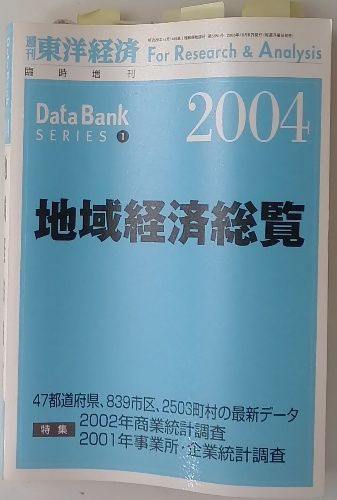 週刊 東洋経済 For Research & Analysis
臨時増刊
Data Bank
SERIES 1
2004
地域経済総覧
47都道府県、839市区、2503町村の最新データ
特集 2002年商業統計調査
2001年事業所・企業統計調査